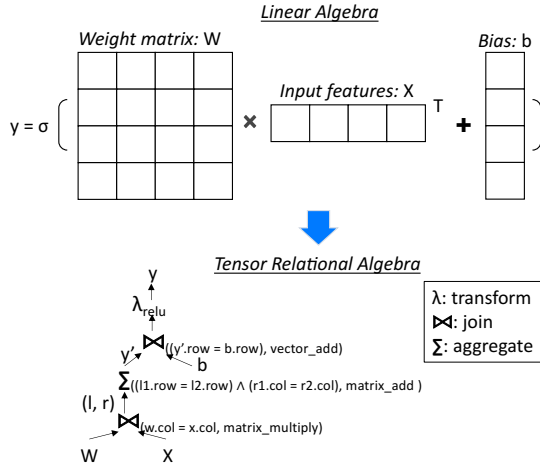 Linear Algebra
Weight matrix: W
Bias: b
Input features: X
T
y = σ
×
+
Tensor Relational Algebra
y
λrelu
⋈((y’.row = b.row), vector_add)
y’
b
Σ((l1.row = l2.row) ∧ (r1.col = r2.col), matrix_add )
(l, r)
⋈(w.col = x.col, matrix_multiply)
W X
λ: transform
⋈: join
Σ: aggregate